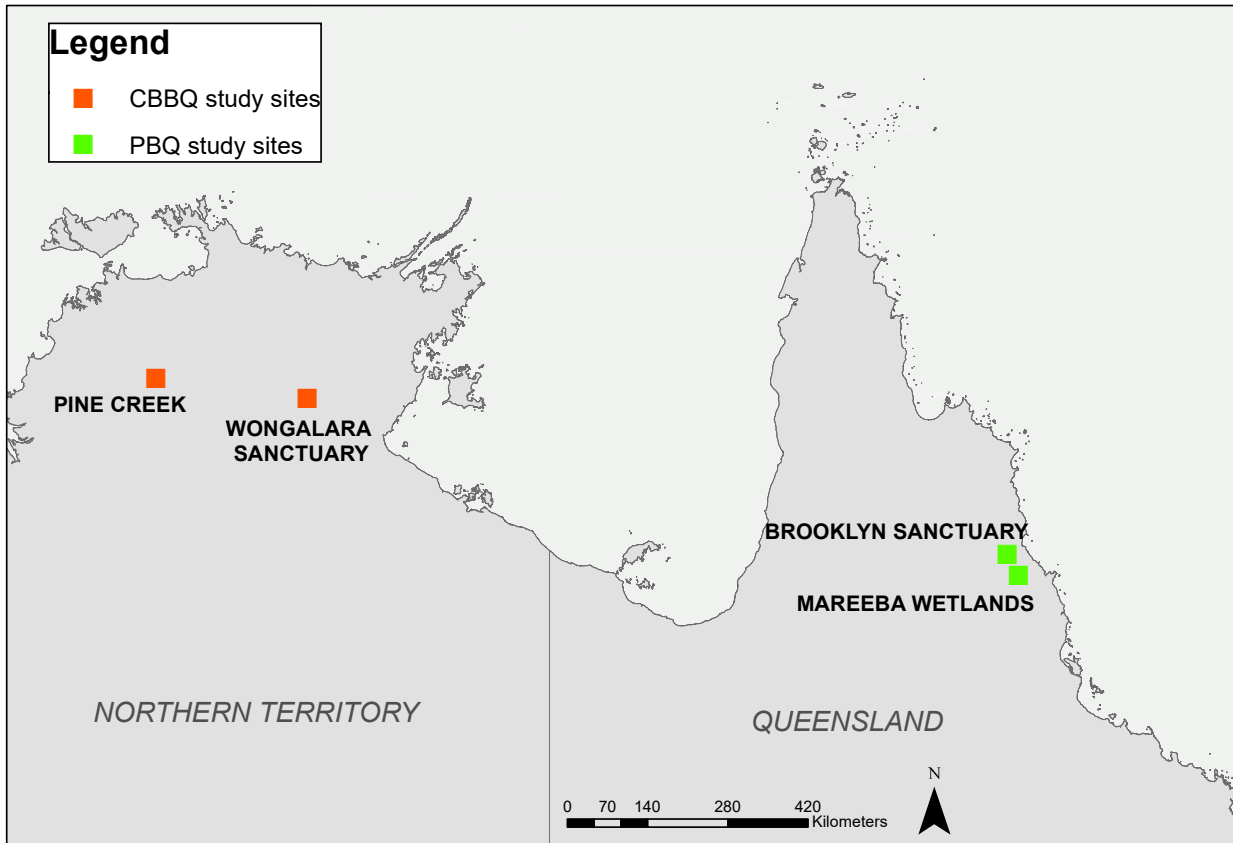 Legend
CBBQ study sites
PBQ study sites
PINE CREEK
WONGALARA
SANCTUARY
BROOKLYN SANCTUARY
MAREEBA WETLANDS
NORTHERN TERRITORY
QUEENSLAND
N
0 70 140 280 420
Kilometers